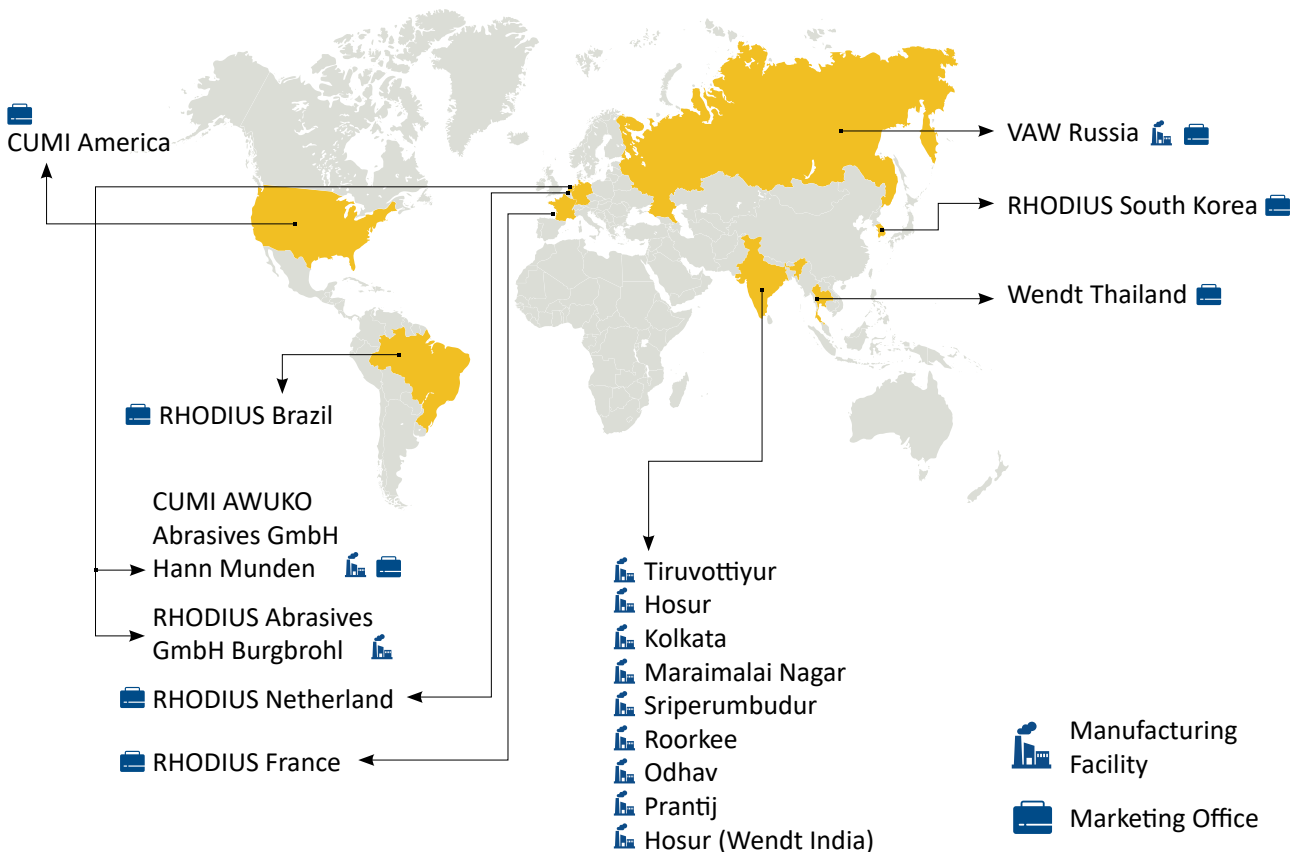 CUMI America
VAW Russia
RHODIUS South Korea
Wendt Thailand
RHODIUS Brazil
CUMI AWUKO
Abrasives GmbH
Hann Munden
RHODIUS Abrasives
GmbH Burgbrohl
RHODIUS Netherland
RHODIUS France
Tiruvottiyur
Hosur
Kolkata
Maraimalai Nagar
Sriperumbudur
Roorkee
Odhav
Prantij
Hosur (Wendt India)
Manufacturing
Facility
Marketing Office